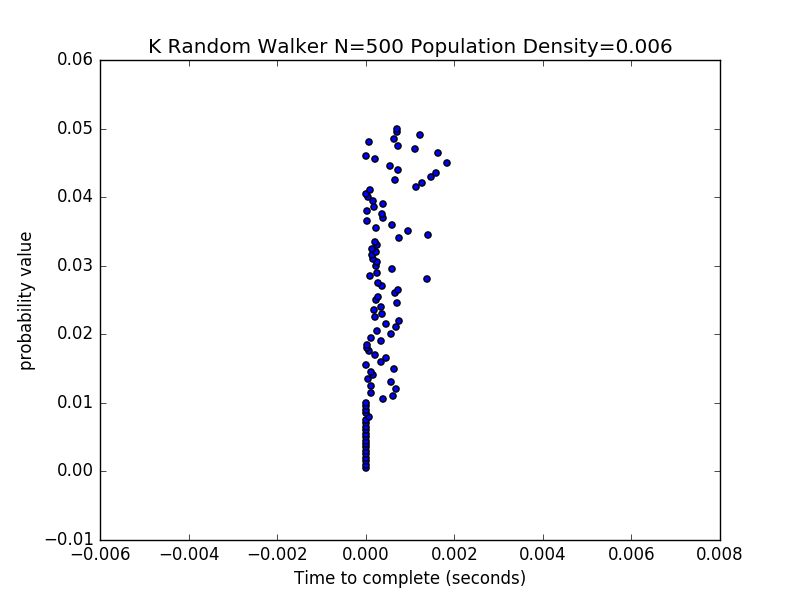 K Random Walker N=500 Population Density=0.006
0.06
0.05
0.04
0.03
0.02
0.01
0.00
−0.01
probability value
−0.006 −0.004 −0.002 0.000 0.002 0.004 0.006 0.008
Time to complete (seconds)